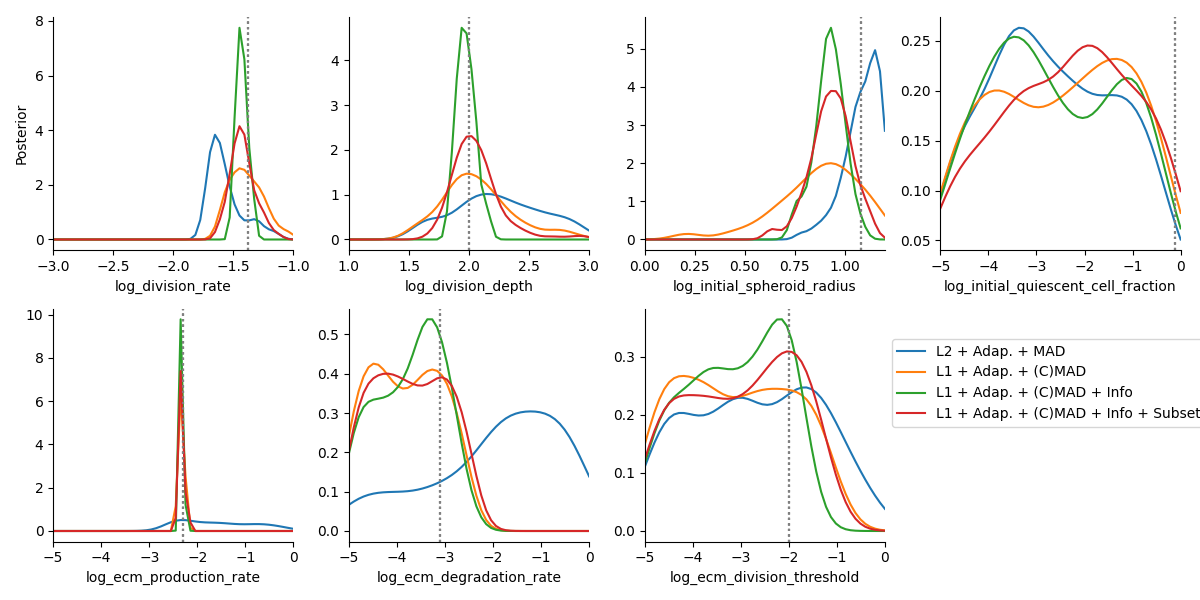 Posterior
8
6
4
2
0
−3.0 −2.5 −2.0 −1.5 −1.0
log_division_rate
4
3
2
1
0
1.0 1.5 2.0 2.5 3.0
log_division_depth
5
4
3
2
1
0
0.00 0.25 0.50 0.75 1.00
log_initial_spheroid_radius
0.25
0.20
0.15
0.10
0.05
−5 −4 −3 −2 −1 0
log_initial_quiescent_cell_fraction
10
8
6
4
2
0
−5 −4 −3 −2 −1 0
log_ecm_production_rate
0.5
0.4
0.3
0.2
0.1
0.0
−5 −4 −3 −2 −1 0
log_ecm_degradation_rate
0.3
0.2
0.1
0.0
−5 −4 −3 −2 −1 0
log_ecm_division_threshold
L2 + Adap. + MAD
L1 + Adap. + (C)MAD
L1 + Adap. + (C)MAD + Info
L1 + Adap. + (C)MAD + Info + Subset